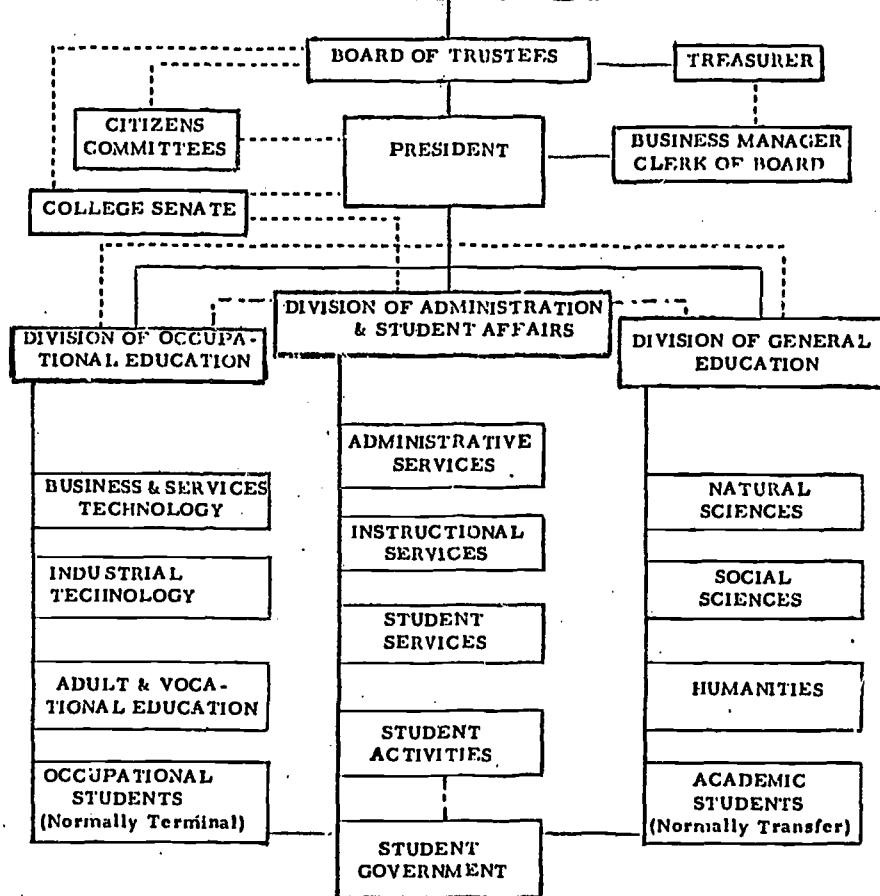 BOARD OF TRUSTEES
TREASURER
CITIZENS
COMMITTEES
PRESIDENT
BUSINESS MANAGER
CLERK OF BOARD
COLLEGE SENATE
DIVISION OF ADMINISTRATION
& STUDENT AFFAIRS
DIVISION OF OCCUPA-
TIONAL EDUCATION
DIVISION OF GENERAL
EDUCATION
ADMINISTRATIVE
SERVICES
BUSINESS & SERVICES
TECHNOLOGY
NATURAL
SCIENCES
INSTRUCTIONAL
SERVICES
INDUSTRIAL
TECHNOLOGY
SOCIAL
SCIENCES
STUDENT
SERVICES
ADULT & VOCA-
TIONAL EDUCATION
HUMANITIES
STUDENT
ACTIVITIES
OCCUPATIONAL
STUDENTS
(Normally Terminal)
ACADEMIC
STUDENTS
(Normally Transfer)
STUDENT
GOVERNMENT